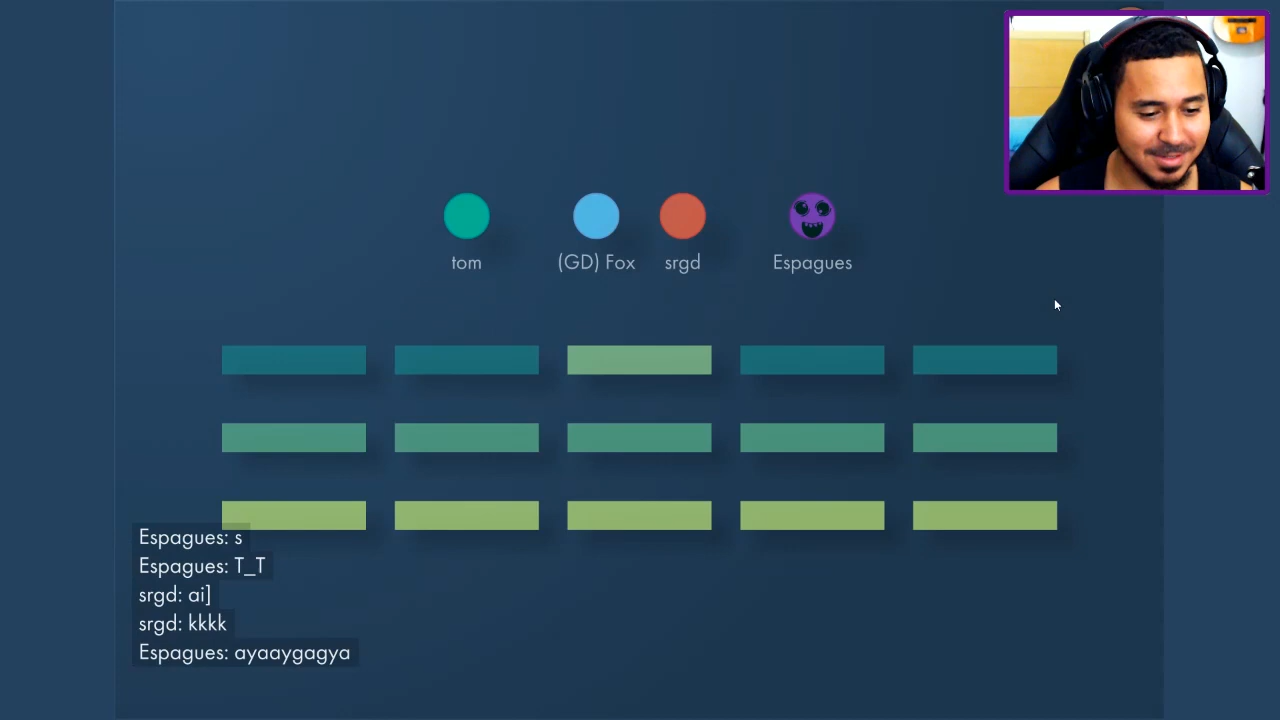 tom
(GD) Fox
srgd
Espagues
Espagues: s
Espagues: T_T
srgd: ai]
srgd: kkkk
Espagues: ayaaygagya